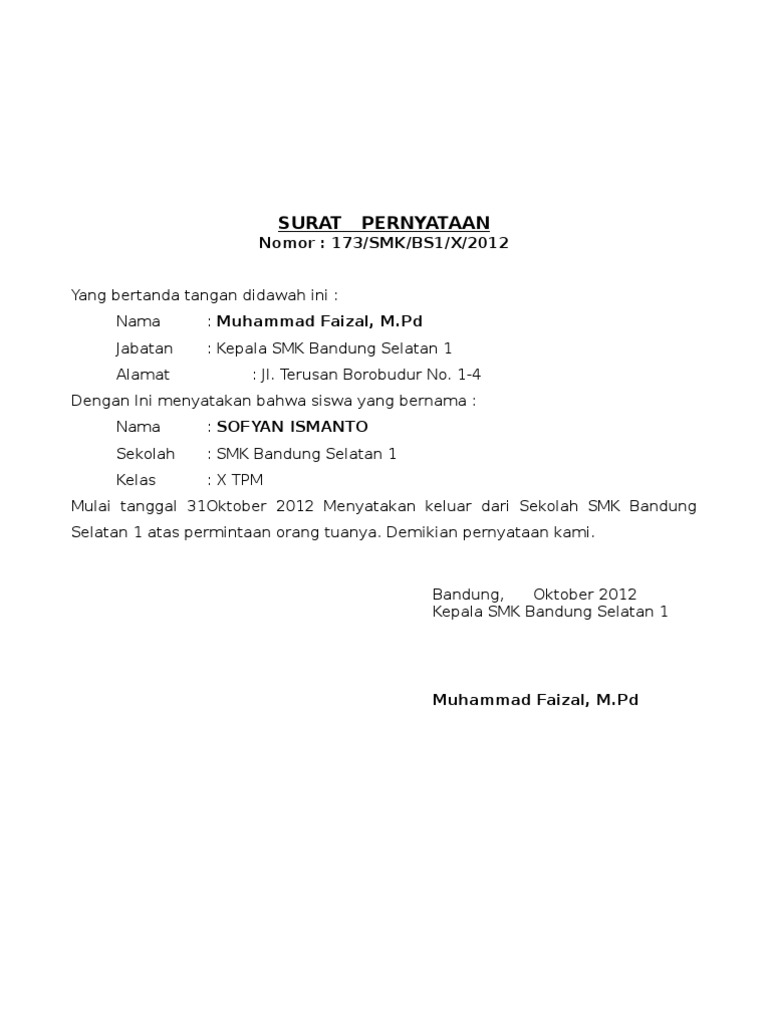 SURAT PERNYATAAN
Nomor : 173/SMK/BS1/X/2012
Yang bertanda tangan didawah ini :
Nama : Muhammad Faizal, M.Pd
Jabatan : Kepala SMK Bandung Selatan 1
Alamat : Jl. Terusan Borobudur No. 1-4
Dengan Ini menyatakan bahwa siswa yang bernama :
Nama : SOFYAN ISMANTO
Sekolah : SMK Bandung Selatan 1
Kelas : X TPM
Mulai tanggal 31Oktober 2012 Menyatakan keluar dari Sekolah SMK Bandung
Selatan 1 atas permintaan orang tuanya. Demikian pernyataan kami.
Bandung, Oktober 2012
Kepala SMK Bandung Selatan 1
Muhammad Faizal, M.Pd